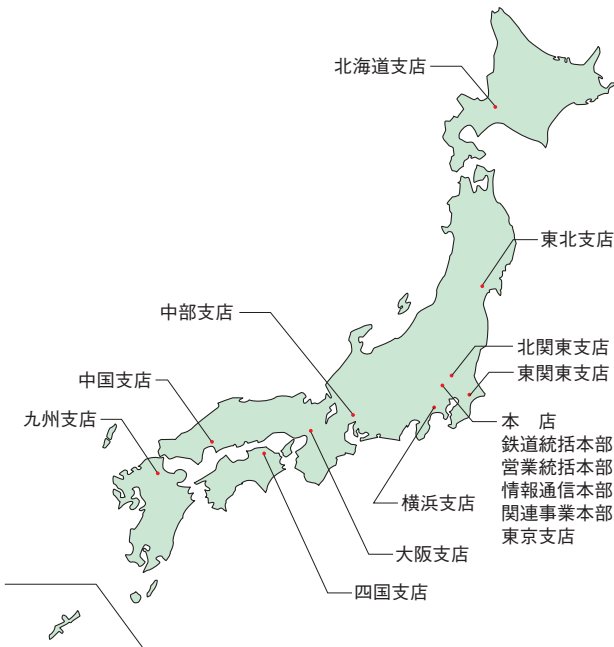 北海道支店
東北支店
中部支店
北関東支店
東関東支店
中国支店
九州支店
本　店
鉄道統括本部
営業統括本部
情報通信本部
関連事業本部
東京支店
横浜支店
大阪支店
四国支店